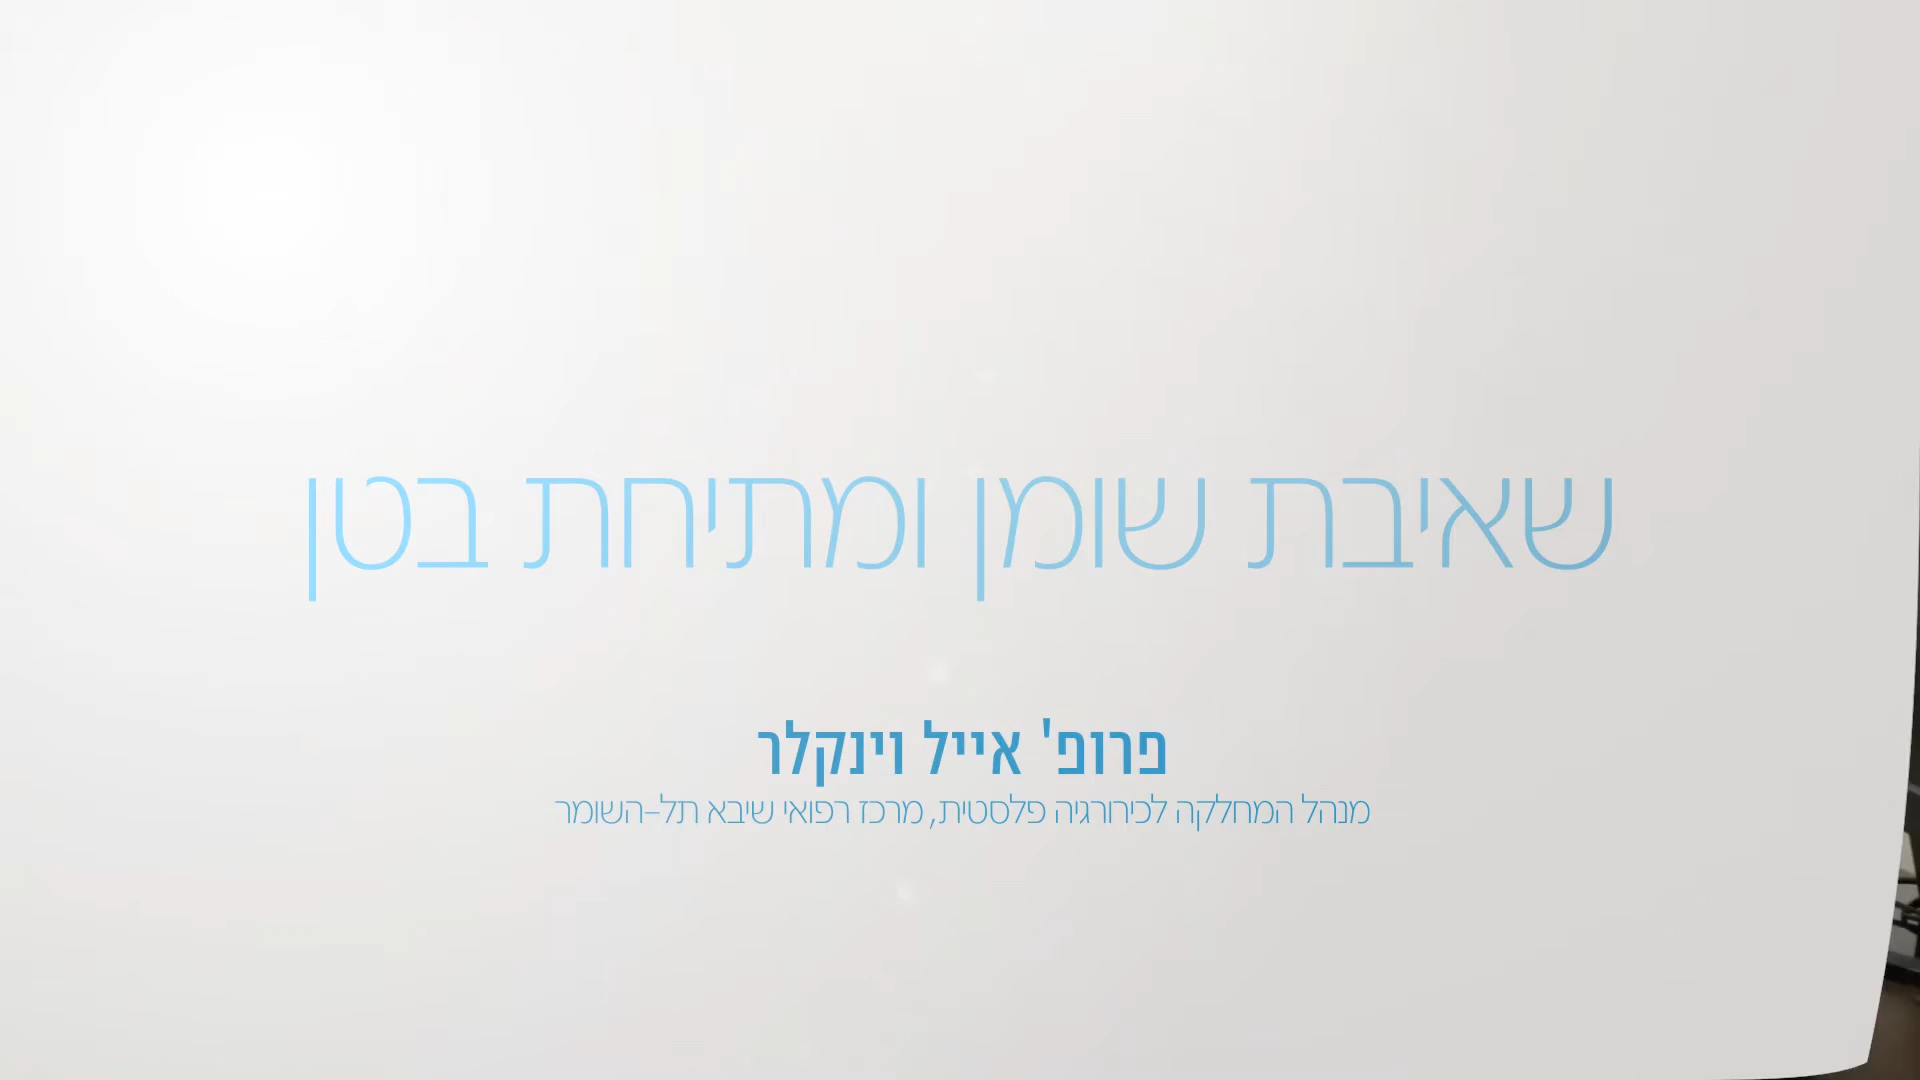 שאיבת שומן ומתיחת בטן
פרופ' אייל וינקלר
מנהל המחלקה לכירורגיה פלסטית, מרכז רפואי שיבא תל-השומר